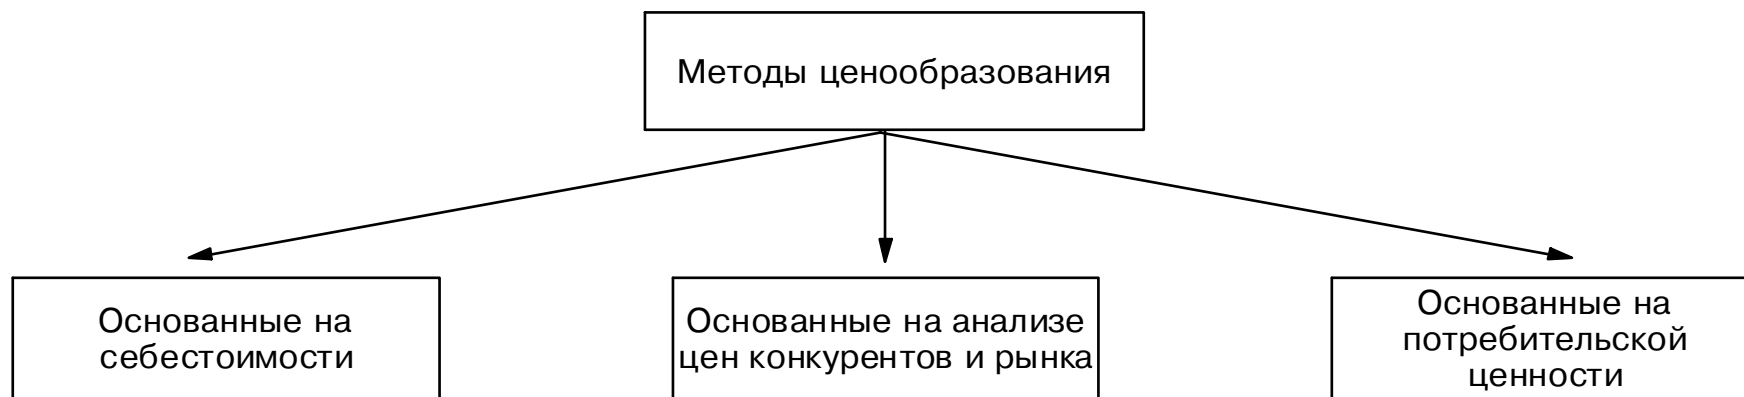 Методы ценообразования
Основанные на
себестоимости
Основанные на анализе
цен конкурентов и рынка
Основанные на
потребительской
ценности